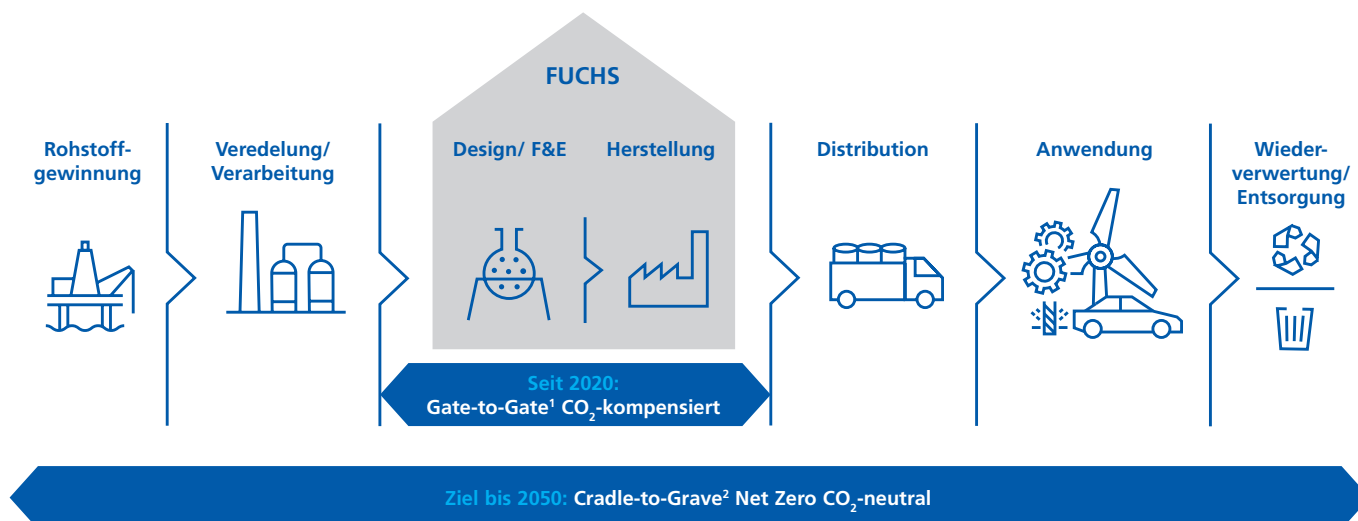 FUCHS
Rohstoff-
gewinnung
Veredelung/
Verarbeitung
Design/ F&E
Herstellung
Distribution
Anwendung
Wieder-
verwertung/
Entsorgung
Seit 2020:
Gate-to-Gate¹ CO₂-kompensiert
Ziel bis 2050: Cradle-to-Grave² Net Zero CO₂-neutral